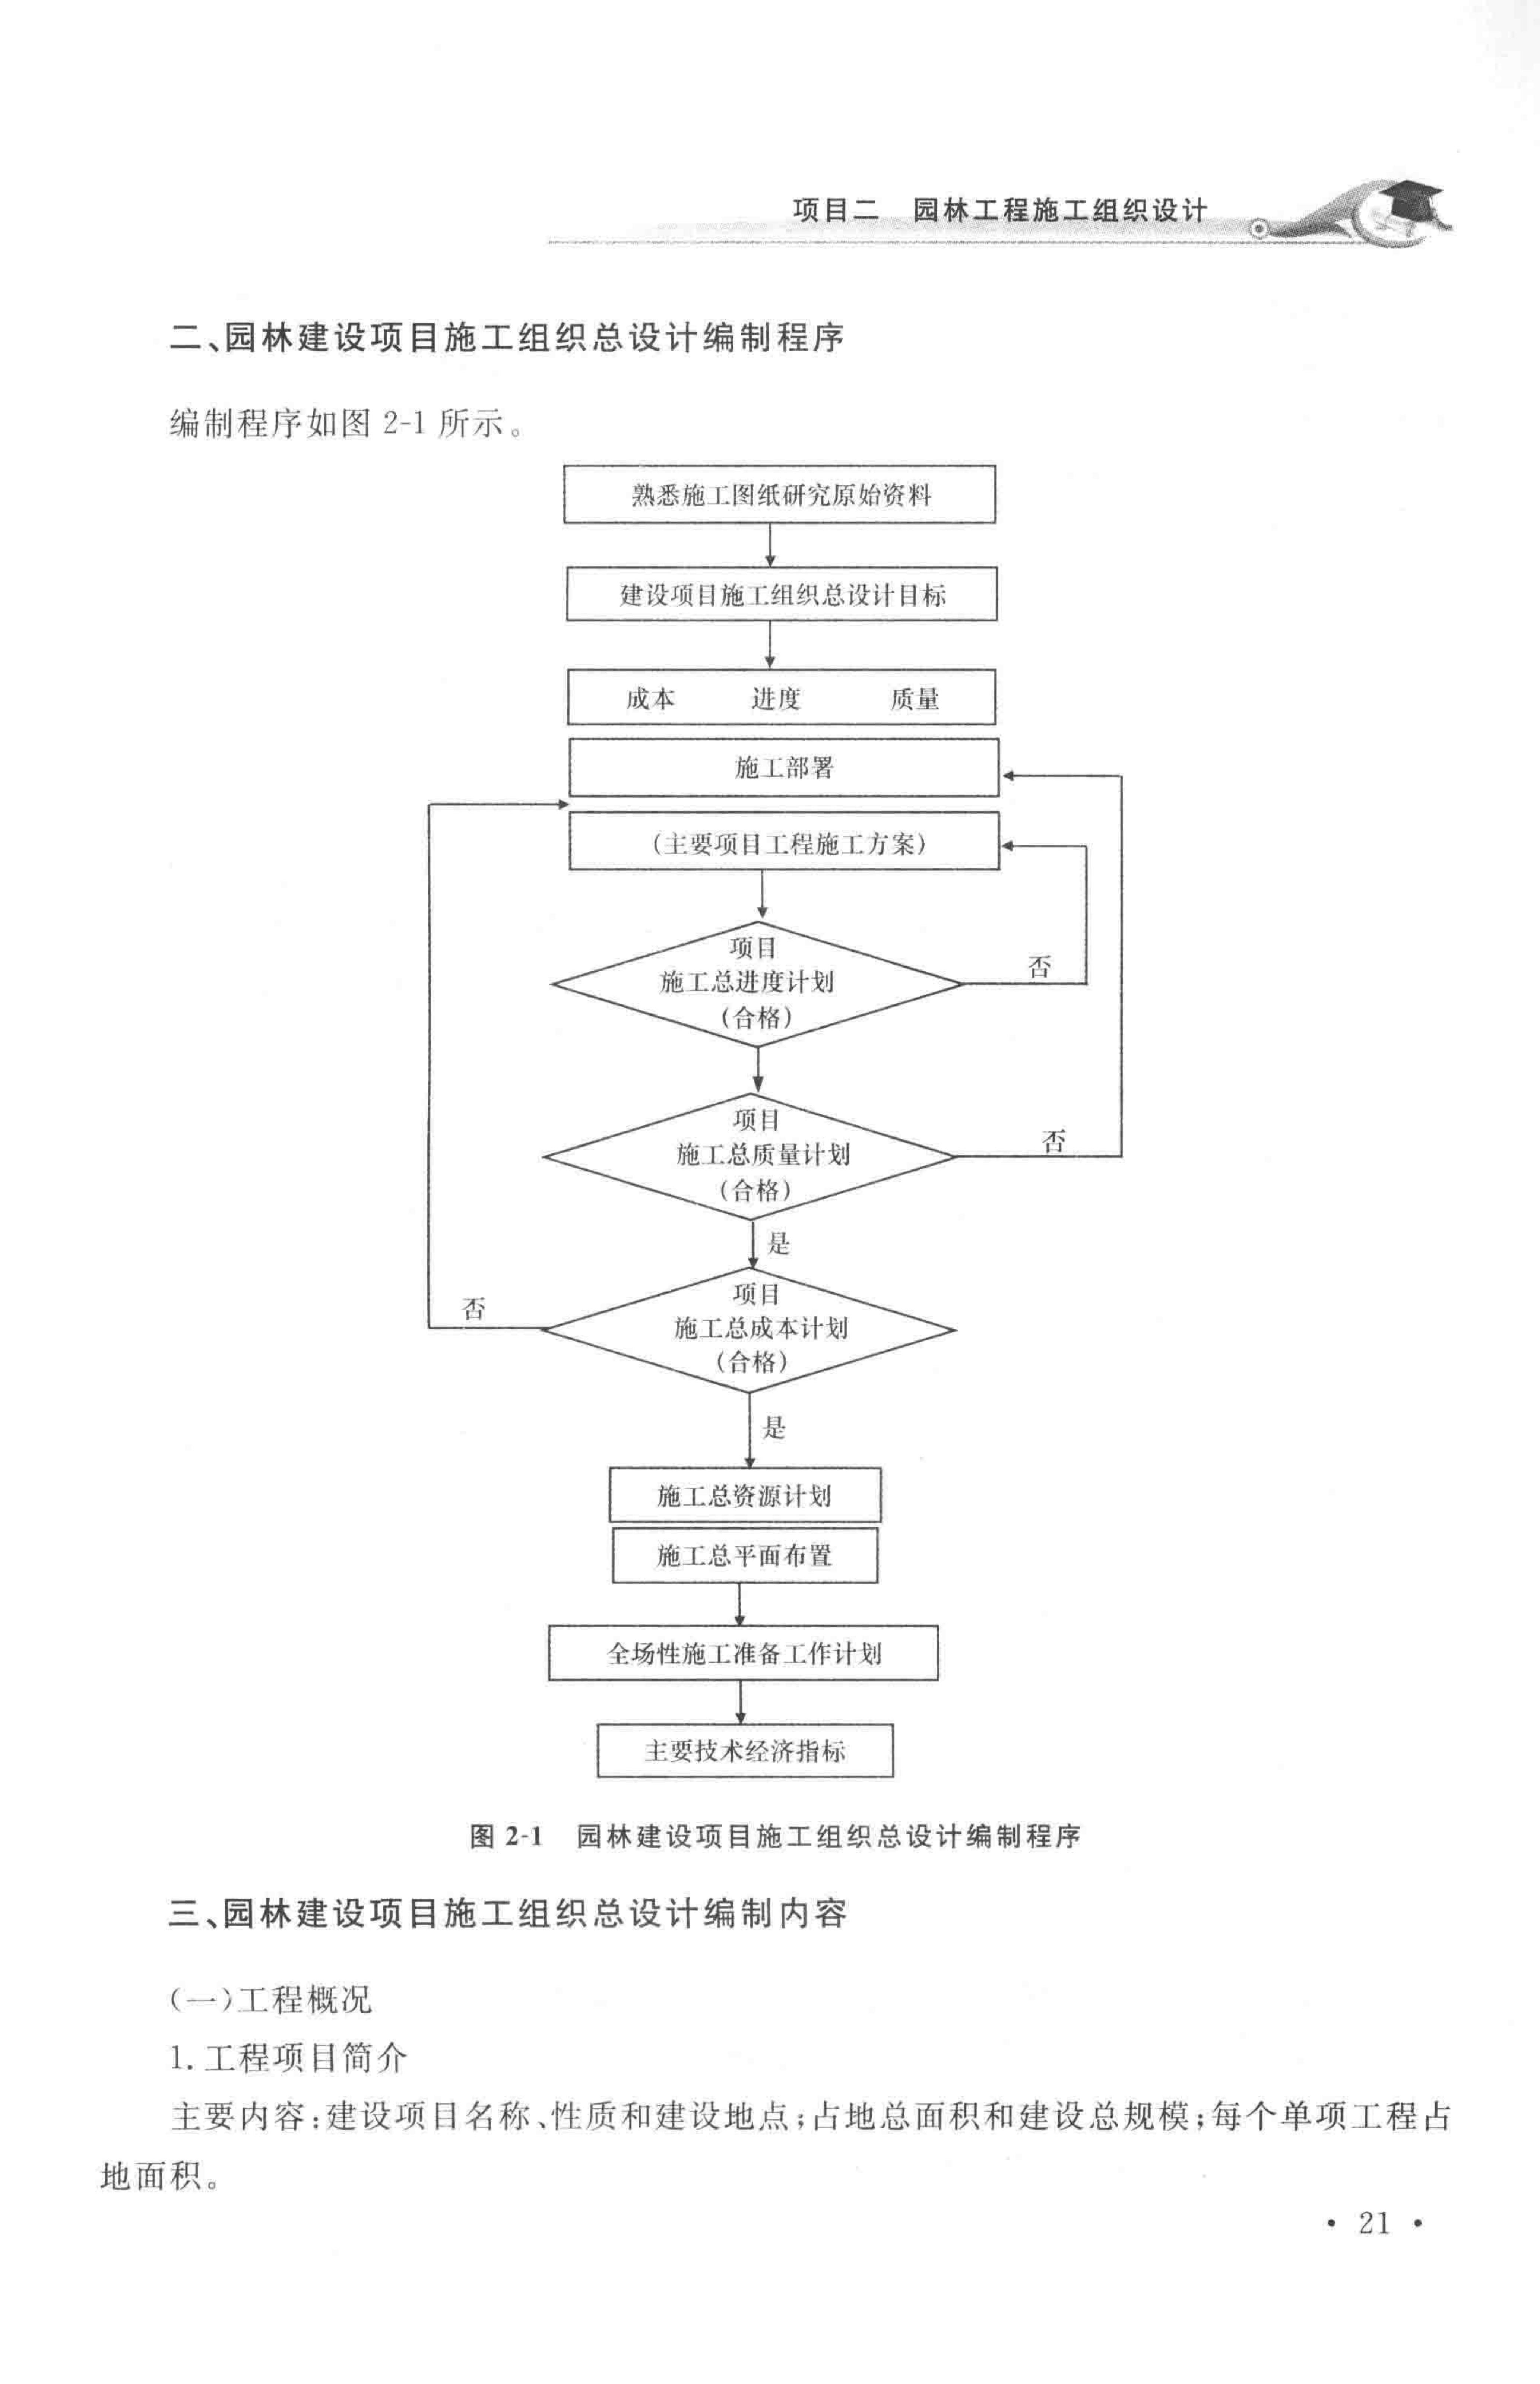 项目二 园林工程施工组织设计
二、园林建设项目施工组织总设计编制程序
编制程序如图 2-1 所示。
熟悉施工图纸研究原始资料
建设项目施工组织总设计目标
成本 进度 质量
施工部署
(主要项目工程施工方案)
项目
施工总进度计划
(合格)
否
项目
施工总质量计划
(合格)
否
是
项目
施工总成本计划
(合格)
否
是
施工总资源计划
施工总平面布置
全场性施工准备工作计划
主要技术经济指标
图 2-1 园林建设项目施工组织总设计编制程序
三、园林建设项目施工组织总设计编制内容
(一)工程概况
1. 工程项目简介
主要内容:建设项目名称、性质和建设地点;占地总面积和建设总规模;每个单项工程占
地面积。
· 21 ·